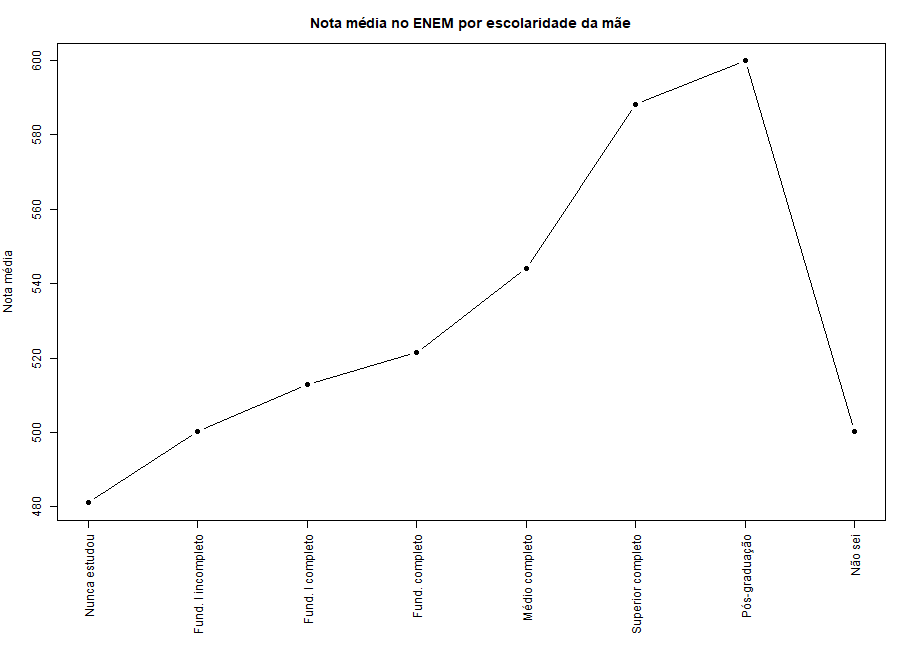 Nota média no ENEM por escolaridade da mãe
Nota média
600
580
560
540
520
500
480
Nunca estudou
Fund. I incompleto
Fund. I completo
Fund. completo
Médio completo
Superior completo
Pós-graduação
Não sei